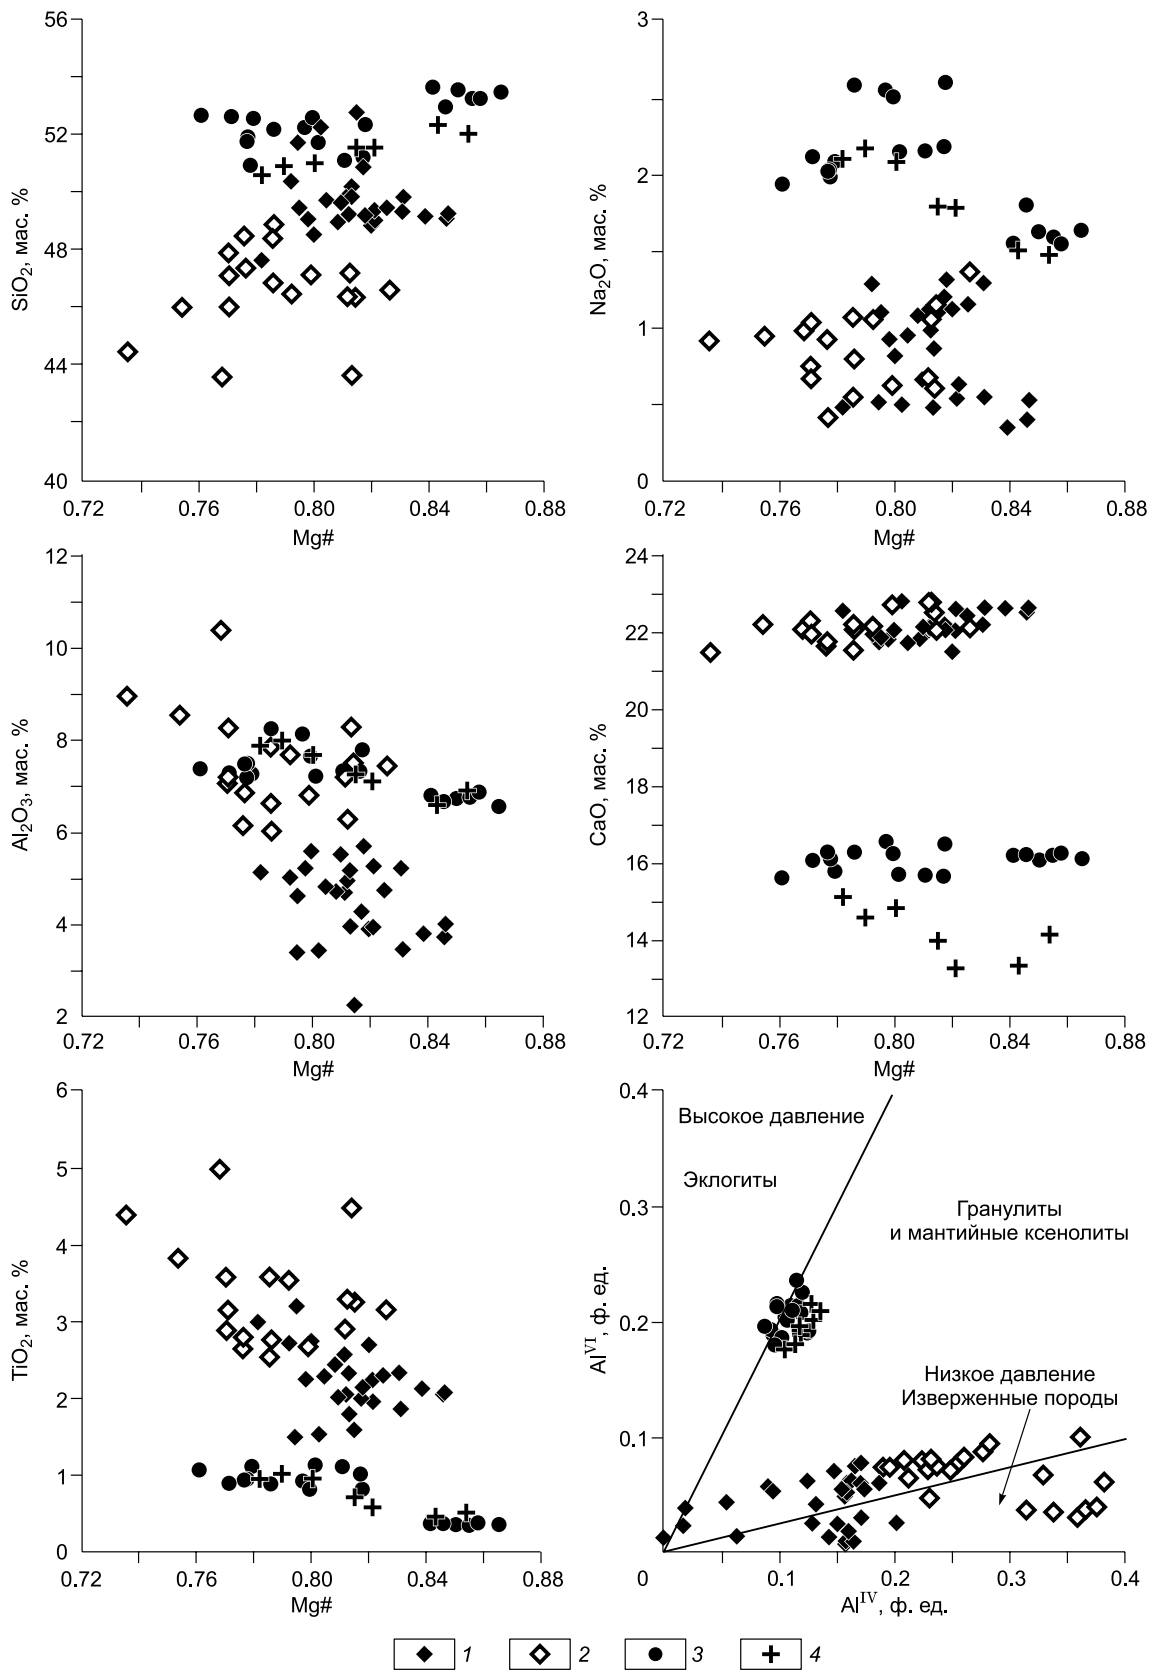 56
52
48
44
40
SiO₂, мас. %
0.72 0.76 0.80 0.84 0.88
Mg#
3
2
1
0
Na₂O, мас. %
0.72 0.76 0.80 0.84 0.88
Mg#
12
10
8
6
4
2
Al₂O₃, мас. %
0.72 0.76 0.80 0.84 0.88
Mg#
24
22
20
18
16
14
12
CaO, мас. %
0.72 0.76 0.80 0.84 0.88
Mg#
6
5
4
3
2
1
0
TiO₂, мас. %
0.72 0.76 0.80 0.84 0.88
Mg#
0.4
0.3
0.2
0.1
Al^VI, ф. ед.
Высокое давление
Эклогиты
Гранулиты
и мантийные ксенолиты
Низкое давление
Изверженные породы
0 0.1 0.2 0.3 0.4
Al^IV, ф. ед.
1 2 3 4